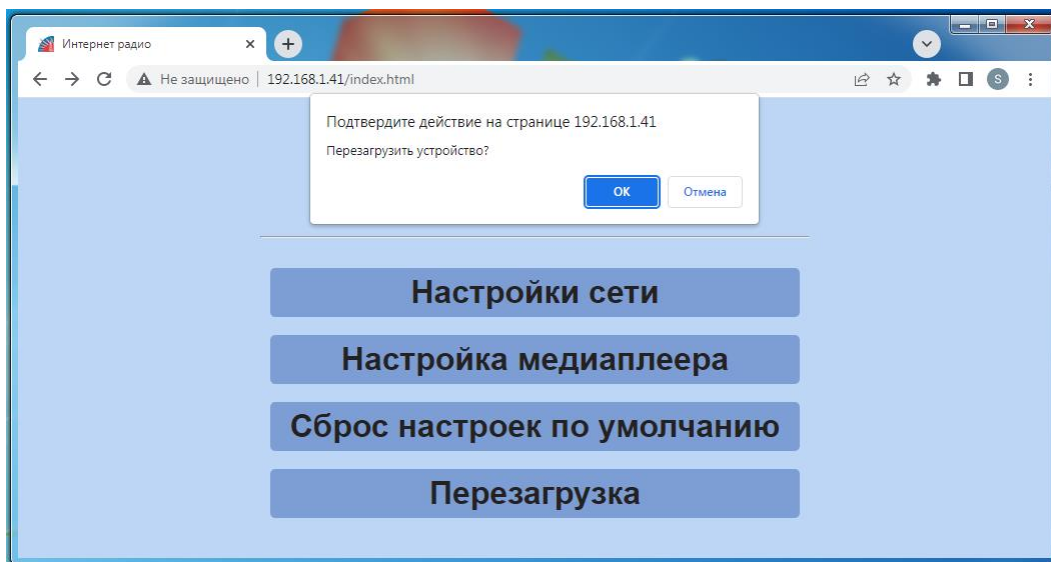 Интернет радио
Не защищено | 192.168.1.41/index.html
S
Подтвердите действие на странице 192.168.1.41
Перезагрузить устройство?
ОК
Отмена
Настройки сети
Настройка медиаплеера
Сброс настроек по умолчанию
Перезагрузка